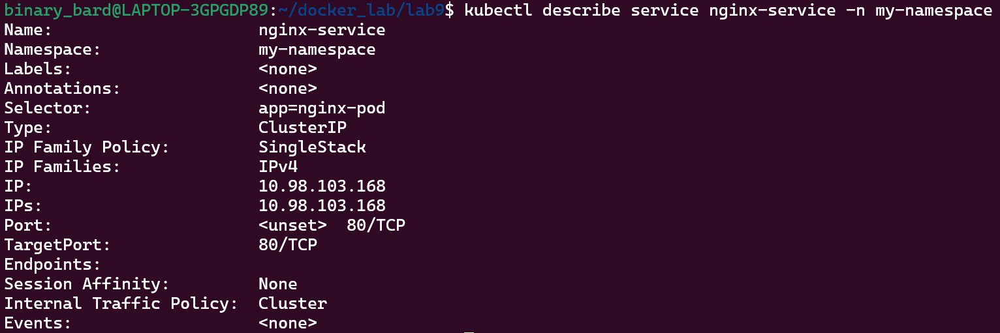 binary_bard@LAPTOP-3GPGDP89:~/docker_lab/lab9$ kubectl describe service nginx-service -n my-namespace
Name:                     nginx-service
Namespace:                my-namespace
Labels:                   <none>
Annotations:              <none>
Selector:                 app=nginx-pod
Type:                     ClusterIP
IP Family Policy:         SingleStack
IP Families:              IPv4
IP:                       10.98.103.168
IPs:                      10.98.103.168
Port:                     <unset>  80/TCP
TargetPort:               80/TCP
Endpoints:
Session Affinity:         None
Internal Traffic Policy:  Cluster
Events:                   <none>